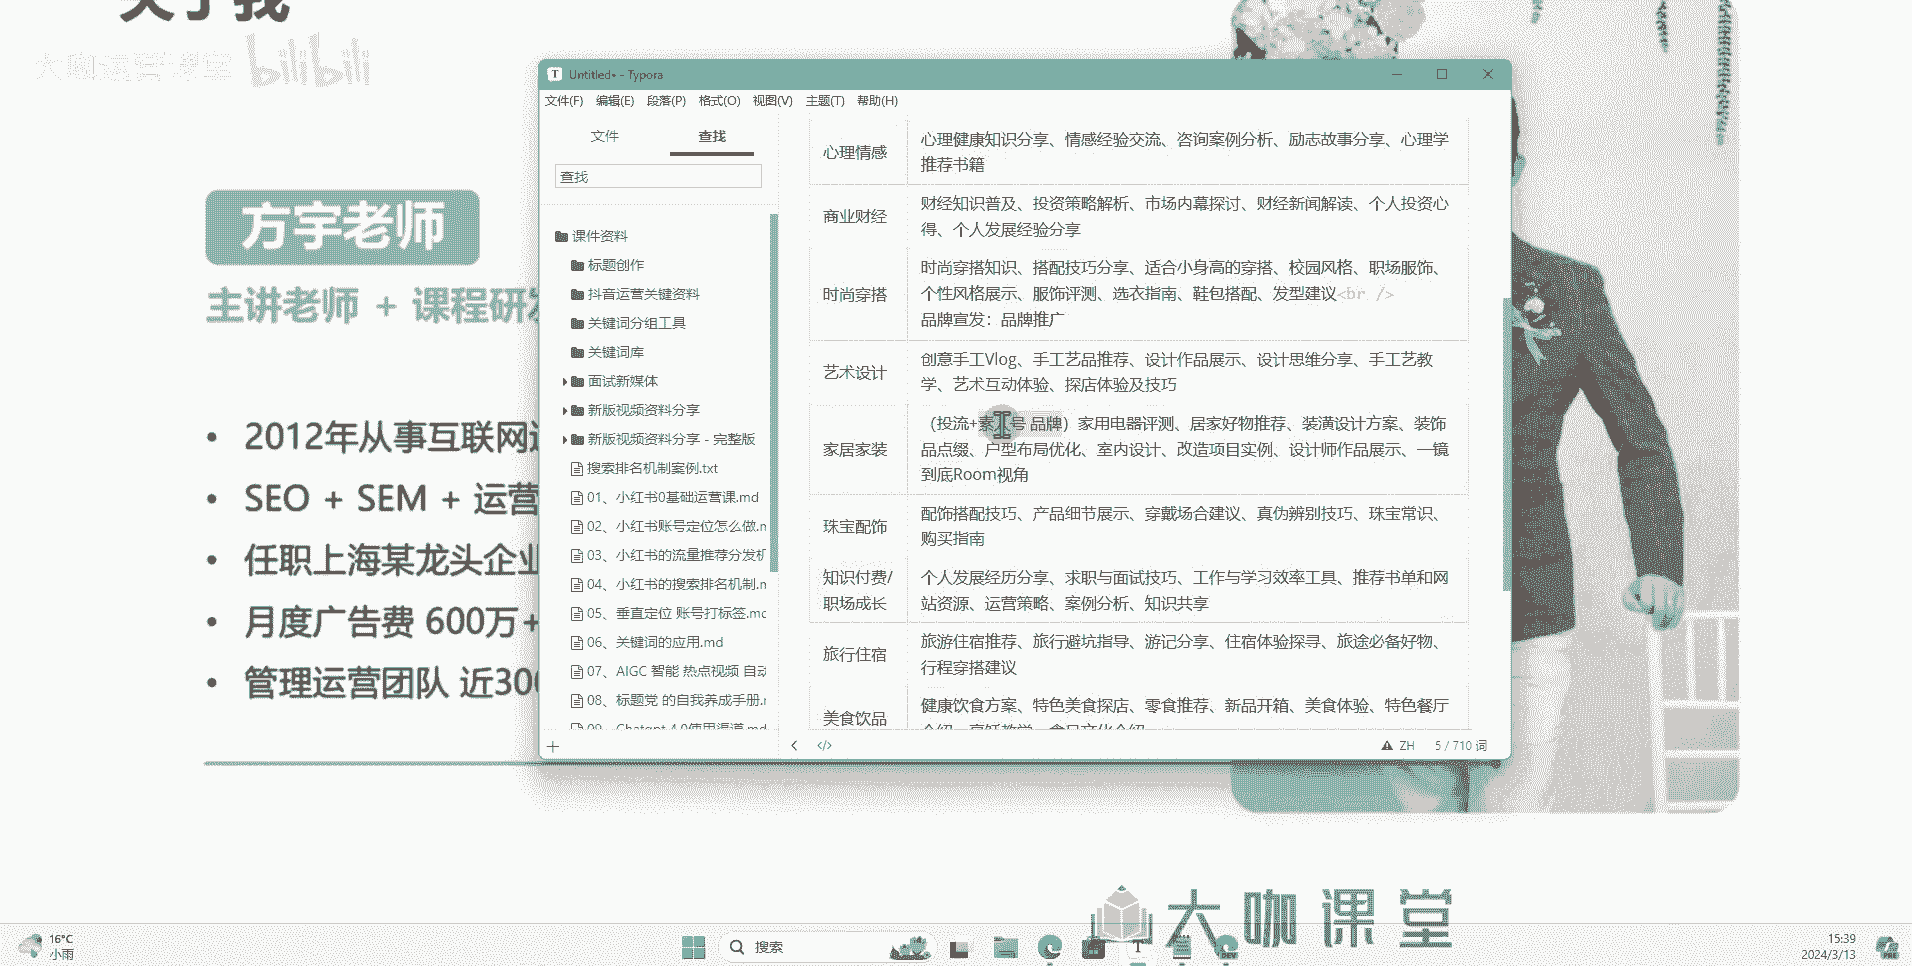 关于我
大咖运营课堂 bilibili
方宇老师
主讲老师 + 课程研发
• 2012年从事互联网
• SEO + SEM + 运营
• 任职上海某龙头企业
• 月度广告费 600万+
• 管理运营团队 近300
Untitled• - Typora
文件(F) 编辑(E) 段落(P) 格式(O) 视图(V) 主题(T) 帮助(H)
文件 查找
查找
课件资料
标题创作
抖音运营关键资料
关键词分组工具
关键词库
面试新媒体
新版视频资料分享
新版视频资料分享 - 完整版
搜索排名机制案例.txt
01、小红书0基础运营课.md
02、小红书账号定位怎么做.m
03、小红书的流量推荐分发机
04、小红书的搜索排名机制.m
05、垂直定位 账号打标签.md
06、关键词的应用.md
07、AIGC 智能 热点视频 自动
08、标题党 的自我养成手册.m
09、Chatgpt 4.0使用渠道.md
心理情感
心理健康知识分享、情感经验交流、咨询案例分析、励志故事分享、心理学
推荐书籍
商业财经
财经知识普及、投资策略解析、市场内幕探讨、财经新闻解读、个人投资心
得、个人发展经验分享
时尚穿搭
时尚穿搭知识、搭配技巧分享、适合小身高的穿搭、校园风格、职场服饰、
个性风格展示、服饰评测、选衣指南、鞋包搭配、发型建议<br />
品牌宣发：品牌推广
艺术设计
创意手工Vlog、手工艺品推荐、设计作品展示、设计思维分享、手工艺教
学、艺术互动体验、探店体验及技巧
家居家装
（投流+素人号 品牌）家用电器评测、居家好物推荐、装潢设计方案、装饰
品点缀、户型布局优化、室内设计、改造项目实例、设计师作品展示、一镜
到底Room视角
珠宝配饰
配饰搭配技巧、产品细节展示、穿戴场合建议、真伪辨别技巧、珠宝常识、
购买指南
知识付费/
职场成长
个人发展经历分享、求职与面试技巧、工作与学习效率工具、推荐书单和网
站资源、运营策略、案例分析、知识共享
旅行住宿
旅游住宿推荐、旅行避坑指导、游记分享、住宿体验探寻、旅途必备好物、
行程穿搭建议
美食饮品
健康饮食方案、特色美食探店、零食推荐、新品开箱、美食体验、特色餐厅
ZH 5 / 710 词
大咖课堂
16°C
小雨
搜索
15:39
2024/3/13